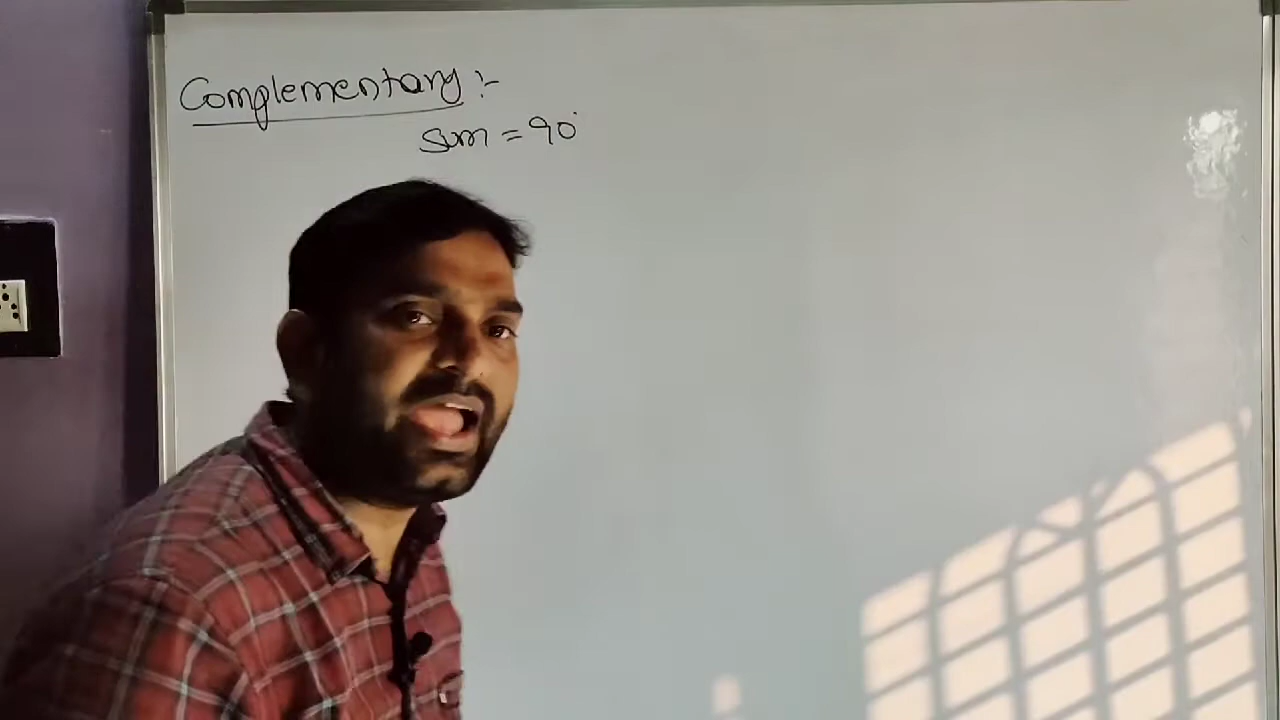 Complementary :-
sum = 90°